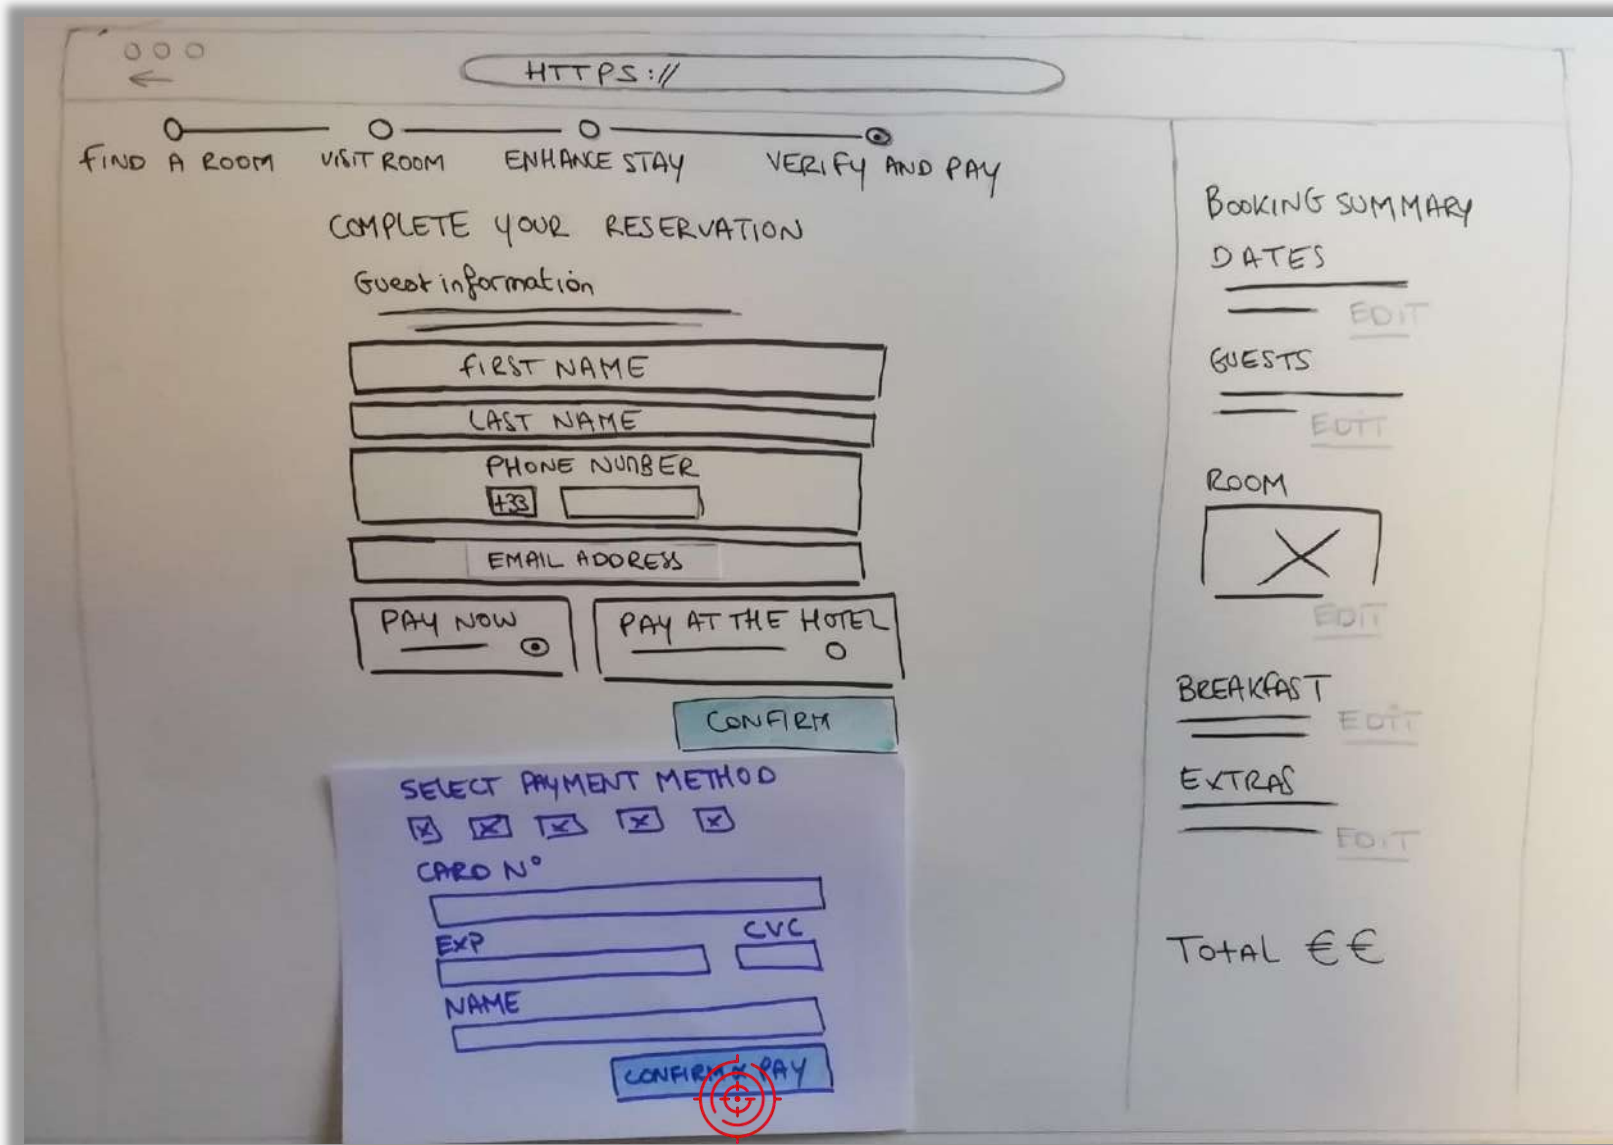 HTTPS://
FIND A ROOM VISIT ROOM ENHANCE STAY VERIFY AND PAY
COMPLETE YOUR RESERVATION
Guest information
FIRST NAME
LAST NAME
PHONE NUMBER
+33
EMAIL ADDRESS
PAY NOW PAY AT THE HOTEL
CONFIRM
SELECT PAYMENT METHOD
CARD N°
EXP CVC
NAME
CONFIRM & PAY
BOOKING SUMMARY
DATES
EDIT
GUESTS
EDIT
ROOM
EDIT
BREAKFAST
EDIT
EXTRAS
EDIT
TOTAL €€